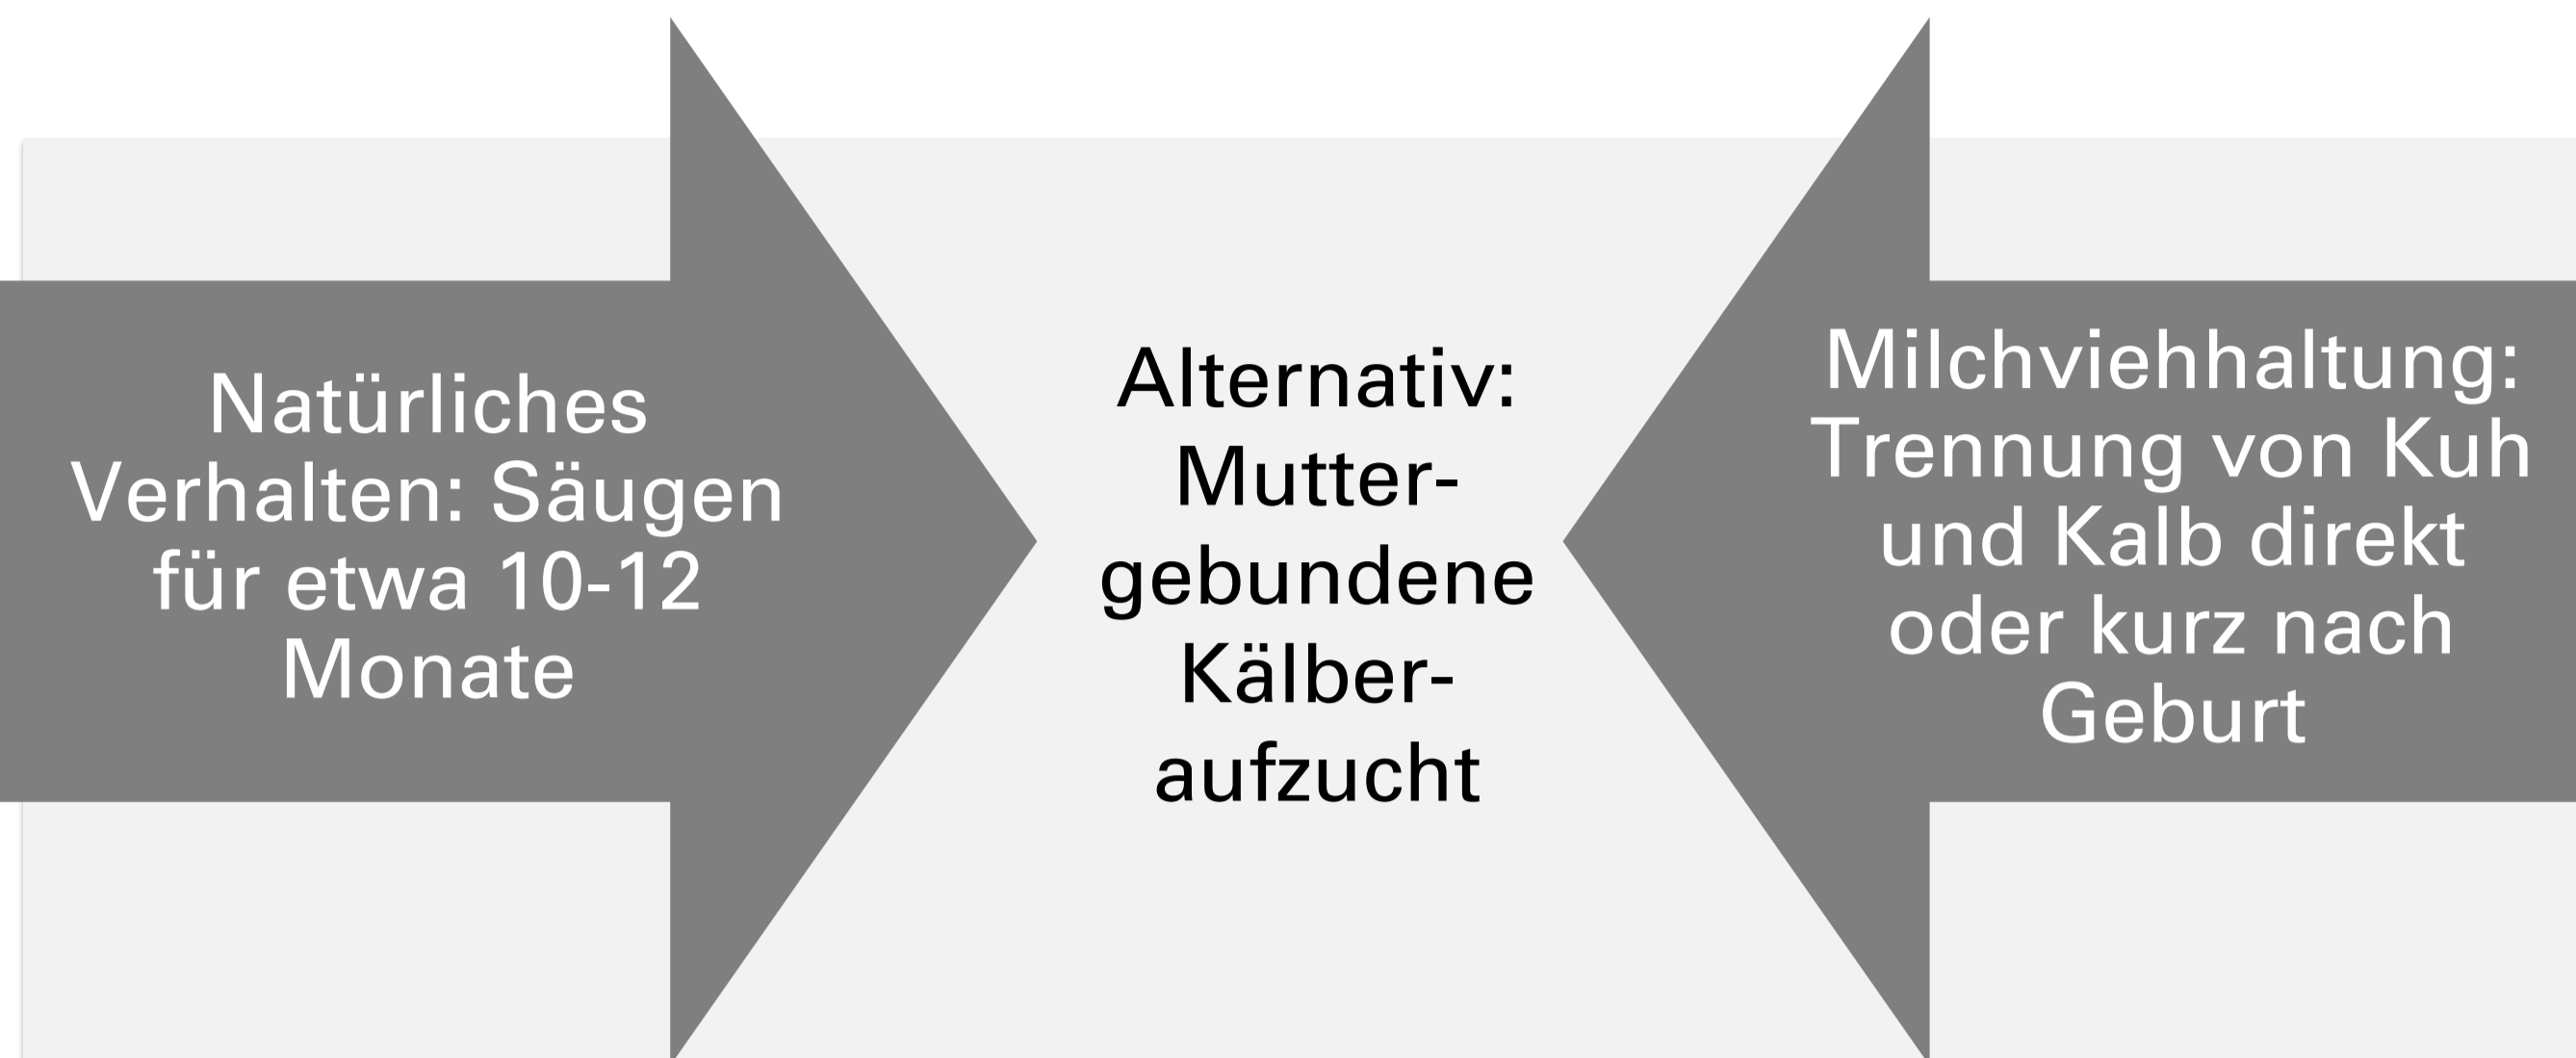 Natürliches
Verhalten: Säugen
für etwa 10-12
Monate
Alternativ:
Mutter-
gebundene
Kälber-
aufzucht
Milchviehhaltung:
Trennung von Kuh
und Kalb direkt
oder kurz nach
Geburt